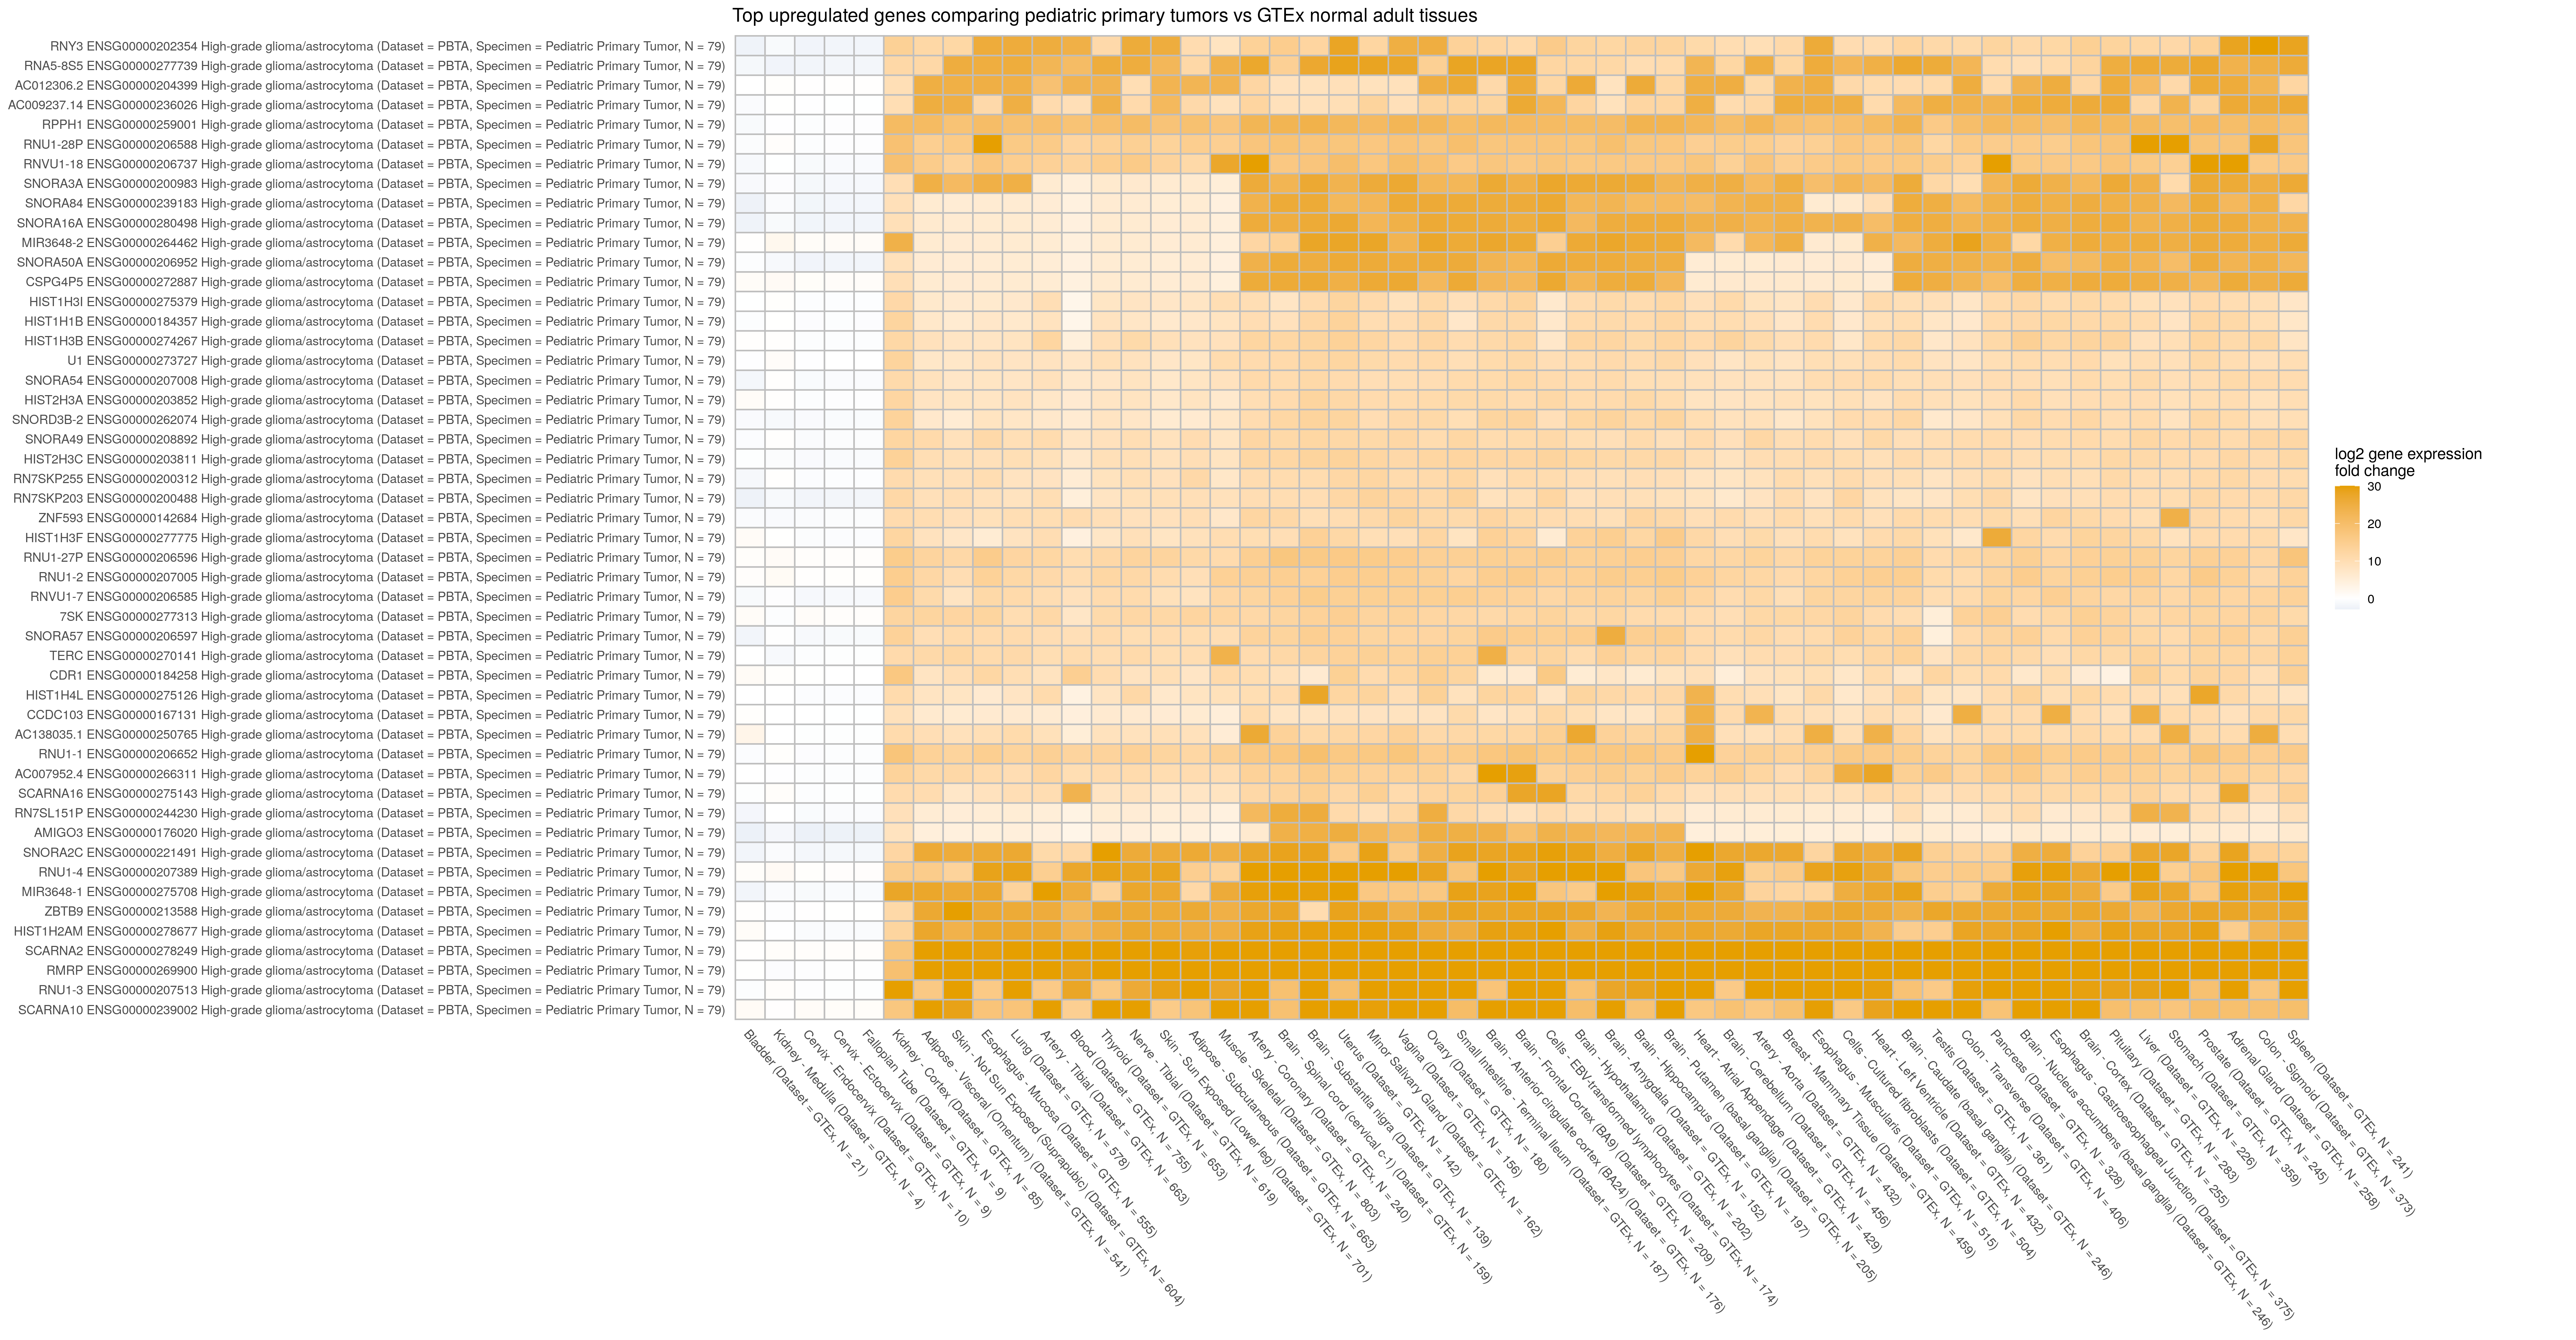 Top upregulated genes comparing pediatric primary tumors vs GTEx normal adult tissues
RNY3 ENSG00000202354 High-grade glioma/astrocytoma (Dataset = PBTA, Specimen = Pediatric Primary Tumor, N = 79)
RNA5-8S5 ENSG00000277739 High-grade glioma/astrocytoma (Dataset = PBTA, Specimen = Pediatric Primary Tumor, N = 79)
AC012306.2 ENSG00000204399 High-grade glioma/astrocytoma (Dataset = PBTA, Specimen = Pediatric Primary Tumor, N = 79)
AC009237.14 ENSG00000236026 High-grade glioma/astrocytoma (Dataset = PBTA, Specimen = Pediatric Primary Tumor, N = 79)
RPPH1 ENSG00000259001 High-grade glioma/astrocytoma (Dataset = PBTA, Specimen = Pediatric Primary Tumor, N = 79)
RNU1-28P ENSG00000206588 High-grade glioma/astrocytoma (Dataset = PBTA, Specimen = Pediatric Primary Tumor, N = 79)
RNVU1-18 ENSG00000206737 High-grade glioma/astrocytoma (Dataset = PBTA, Specimen = Pediatric Primary Tumor, N = 79)
SNORA3A ENSG00000200983 High-grade glioma/astrocytoma (Dataset = PBTA, Specimen = Pediatric Primary Tumor, N = 79)
SNORA84 ENSG00000239183 High-grade glioma/astrocytoma (Dataset = PBTA, Specimen = Pediatric Primary Tumor, N = 79)
SNORA16A ENSG00000280498 High-grade glioma/astrocytoma (Dataset = PBTA, Specimen = Pediatric Primary Tumor, N = 79)
MIR3648-2 ENSG00000264462 High-grade glioma/astrocytoma (Dataset = PBTA, Specimen = Pediatric Primary Tumor, N = 79)
SNORA50A ENSG00000206952 High-grade glioma/astrocytoma (Dataset = PBTA, Specimen = Pediatric Primary Tumor, N = 79)
CSPG4P5 ENSG00000272887 High-grade glioma/astrocytoma (Dataset = PBTA, Specimen = Pediatric Primary Tumor, N = 79)
HIST1H3I ENSG00000275379 High-grade glioma/astrocytoma (Dataset = PBTA, Specimen = Pediatric Primary Tumor, N = 79)
HIST1H1B ENSG00000184357 High-grade glioma/astrocytoma (Dataset = PBTA, Specimen = Pediatric Primary Tumor, N = 79)
HIST1H3B ENSG00000274267 High-grade glioma/astrocytoma (Dataset = PBTA, Specimen = Pediatric Primary Tumor, N = 79)
U1 ENSG00000273727 High-grade glioma/astrocytoma (Dataset = PBTA, Specimen = Pediatric Primary Tumor, N = 79)
SNORA54 ENSG00000207008 High-grade glioma/astrocytoma (Dataset = PBTA, Specimen = Pediatric Primary Tumor, N = 79)
HIST2H3A ENSG00000203852 High-grade glioma/astrocytoma (Dataset = PBTA, Specimen = Pediatric Primary Tumor, N = 79)
SNORD3B-2 ENSG00000262074 High-grade glioma/astrocytoma (Dataset = PBTA, Specimen = Pediatric Primary Tumor, N = 79)
SNORA49 ENSG00000208892 High-grade glioma/astrocytoma (Dataset = PBTA, Specimen = Pediatric Primary Tumor, N = 79)
HIST2H3C ENSG00000203811 High-grade glioma/astrocytoma (Dataset = PBTA, Specimen = Pediatric Primary Tumor, N = 79)
RN7SKP255 ENSG00000200312 High-grade glioma/astrocytoma (Dataset = PBTA, Specimen = Pediatric Primary Tumor, N = 79)
RN7SKP203 ENSG00000200488 High-grade glioma/astrocytoma (Dataset = PBTA, Specimen = Pediatric Primary Tumor, N = 79)
ZNF593 ENSG00000142684 High-grade glioma/astrocytoma (Dataset = PBTA, Specimen = Pediatric Primary Tumor, N = 79)
HIST1H3F ENSG00000277775 High-grade glioma/astrocytoma (Dataset = PBTA, Specimen = Pediatric Primary Tumor, N = 79)
RNU1-27P ENSG00000206596 High-grade glioma/astrocytoma (Dataset = PBTA, Specimen = Pediatric Primary Tumor, N = 79)
RNU1-2 ENSG00000207005 High-grade glioma/astrocytoma (Dataset = PBTA, Specimen = Pediatric Primary Tumor, N = 79)
RNVU1-7 ENSG00000206585 High-grade glioma/astrocytoma (Dataset = PBTA, Specimen = Pediatric Primary Tumor, N = 79)
7SK ENSG00000277313 High-grade glioma/astrocytoma (Dataset = PBTA, Specimen = Pediatric Primary Tumor, N = 79)
SNORA57 ENSG00000206597 High-grade glioma/astrocytoma (Dataset = PBTA, Specimen = Pediatric Primary Tumor, N = 79)
TERC ENSG00000270141 High-grade glioma/astrocytoma (Dataset = PBTA, Specimen = Pediatric Primary Tumor, N = 79)
CDR1 ENSG00000184258 High-grade glioma/astrocytoma (Dataset = PBTA, Specimen = Pediatric Primary Tumor, N = 79)
HIST1H4L ENSG00000275126 High-grade glioma/astrocytoma (Dataset = PBTA, Specimen = Pediatric Primary Tumor, N = 79)
CCDC103 ENSG00000167131 High-grade glioma/astrocytoma (Dataset = PBTA, Specimen = Pediatric Primary Tumor, N = 79)
AC138035.1 ENSG00000250765 High-grade glioma/astrocytoma (Dataset = PBTA, Specimen = Pediatric Primary Tumor, N = 79)
RNU1-1 ENSG00000206652 High-grade glioma/astrocytoma (Dataset = PBTA, Specimen = Pediatric Primary Tumor, N = 79)
AC007952.4 ENSG00000266311 High-grade glioma/astrocytoma (Dataset = PBTA, Specimen = Pediatric Primary Tumor, N = 79)
SCARNA16 ENSG00000275143 High-grade glioma/astrocytoma (Dataset = PBTA, Specimen = Pediatric Primary Tumor, N = 79)
RN7SL151P ENSG00000244230 High-grade glioma/astrocytoma (Dataset = PBTA, Specimen = Pediatric Primary Tumor, N = 79)
AMIGO3 ENSG00000176020 High-grade glioma/astrocytoma (Dataset = PBTA, Specimen = Pediatric Primary Tumor, N = 79)
SNORA2C ENSG00000221491 High-grade glioma/astrocytoma (Dataset = PBTA, Specimen = Pediatric Primary Tumor, N = 79)
RNU1-4 ENSG00000207389 High-grade glioma/astrocytoma (Dataset = PBTA, Specimen = Pediatric Primary Tumor, N = 79)
MIR3648-1 ENSG00000275708 High-grade glioma/astrocytoma (Dataset = PBTA, Specimen = Pediatric Primary Tumor, N = 79)
ZBTB9 ENSG00000213588 High-grade glioma/astrocytoma (Dataset = PBTA, Specimen = Pediatric Primary Tumor, N = 79)
HIST1H2AM ENSG00000278677 High-grade glioma/astrocytoma (Dataset = PBTA, Specimen = Pediatric Primary Tumor, N = 79)
SCARNA2 ENSG00000278249 High-grade glioma/astrocytoma (Dataset = PBTA, Specimen = Pediatric Primary Tumor, N = 79)
RMRP ENSG00000269900 High-grade glioma/astrocytoma (Dataset = PBTA, Specimen = Pediatric Primary Tumor, N = 79)
RNU1-3 ENSG00000207513 High-grade glioma/astrocytoma (Dataset = PBTA, Specimen = Pediatric Primary Tumor, N = 79)
SCARNA10 ENSG00000239002 High-grade glioma/astrocytoma (Dataset = PBTA, Specimen = Pediatric Primary Tumor, N = 79)
Bladder (Dataset = GTEx, N = 21)
Kidney - Medulla (Dataset = GTEx, N = 4)
Cervix - Endocervix (Dataset = GTEx, N = 10)
Cervix - Ectocervix (Dataset = GTEx, N = 9)
Fallopian Tube (Dataset = GTEx, N = 9)
Kidney - Cortex (Dataset = GTEx, N = 85)
Adipose - Visceral (Omentum) (Dataset = GTEx, N = 541)
Skin - Not Sun Exposed (Suprapubic) (Dataset = GTEx, N = 604)
Esophagus - Mucosa (Dataset = GTEx, N = 555)
Lung (Dataset = GTEx, N = 578)
Artery - Tibial (Dataset = GTEx, N = 663)
Blood (Dataset = GTEx, N = 755)
Thyroid (Dataset = GTEx, N = 653)
Nerve - Tibial (Dataset = GTEx, N = 619)
Skin - Sun Exposed (Lower leg) (Dataset = GTEx, N = 701)
Adipose - Subcutaneous (Dataset = GTEx, N = 663)
Muscle - Skeletal (Dataset = GTEx, N = 803)
Artery - Coronary (Dataset = GTEx, N = 240)
Brain - Spinal cord (cervical c-1) (Dataset = GTEx, N = 159)
Brain - Substantia nigra (Dataset = GTEx, N = 139)
Uterus (Dataset = GTEx, N = 142)
Minor Salivary Gland (Dataset = GTEx, N = 162)
Vagina (Dataset = GTEx, N = 156)
Ovary (Dataset = GTEx, N = 180)
Small Intestine - Terminal Ileum (Dataset = GTEx, N = 187)
Brain - Anterior cingulate cortex (BA24) (Dataset = GTEx, N = 176)
Brain - Frontal Cortex (BA9) (Dataset = GTEx, N = 209)
Cells - EBV-transformed lymphocytes (Dataset = GTEx, N = 174)
Brain - Hypothalamus (Dataset = GTEx, N = 202)
Brain - Amygdala (Dataset = GTEx, N = 152)
Brain - Hippocampus (Dataset = GTEx, N = 197)
Brain - Putamen (basal ganglia) (Dataset = GTEx, N = 205)
Heart - Atrial Appendage (Dataset = GTEx, N = 429)
Brain - Cerebellum (Dataset = GTEx, N = 456)
Artery - Aorta (Dataset = GTEx, N = 432)
Breast - Mammary Tissue (Dataset = GTEx, N = 459)
Esophagus - Muscularis (Dataset = GTEx, N = 515)
Cells - Cultured fibroblasts (Dataset = GTEx, N = 504)
Heart - Left Ventricle (Dataset = GTEx, N = 432)
Brain - Caudate (basal ganglia) (Dataset = GTEx, N = 246)
Testis (Dataset = GTEx, N = 361)
Colon - Transverse (Dataset = GTEx, N = 406)
Pancreas (Dataset = GTEx, N = 328)
Brain - Nucleus accumbens (basal ganglia) (Dataset = GTEx, N = 246)
Esophagus - Gastroesophageal Junction (Dataset = GTEx, N = 375)
Brain - Cortex (Dataset = GTEx, N = 255)
Pituitary (Dataset = GTEx, N = 283)
Liver (Dataset = GTEx, N = 226)
Stomach (Dataset = GTEx, N = 359)
Prostate (Dataset = GTEx, N = 245)
Adrenal Gland (Dataset = GTEx, N = 258)
Colon - Sigmoid (Dataset = GTEx, N = 373)
Spleen (Dataset = GTEx, N = 241)
log2 gene expression
fold change
30
20
10
0